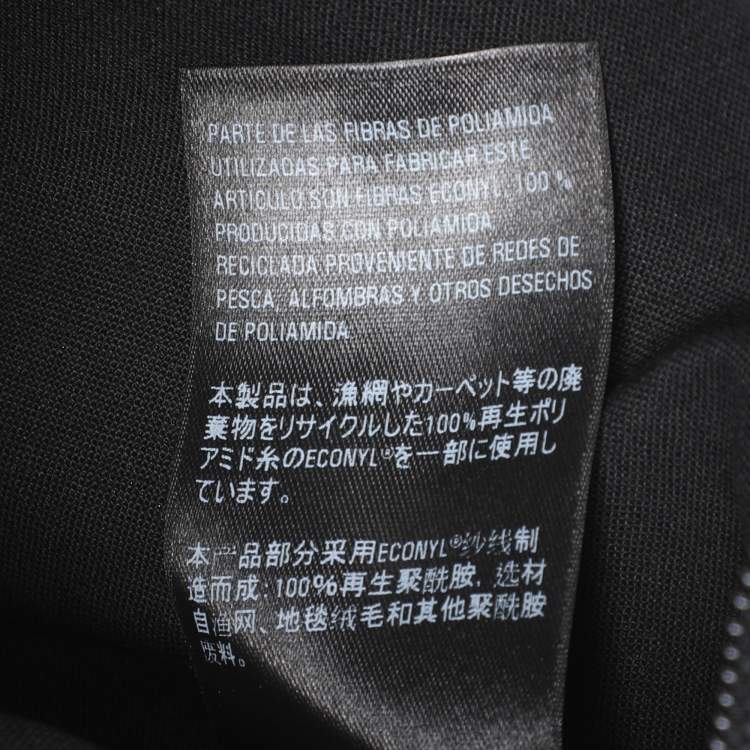 PARTE DE LAS FIBRAS DE POLIAMIDA
UTILIZADAS PARA FABRICAR ESTE
ARTICULO SON FIBRAS ECONYL, 100 %
PRODUCIDAS CON POLIAMIDA
RECICLADA PROVENIENTE DE REDES DE
PESCA, ALFOMBRAS Y OTROS DESECHOS
DE POLIAMIDA
本製品は、漁網やカーペット等の廃
棄物をリサイクルした100%再生ポリ
アミド糸のECONYL®を一部に使用し
ています。
本产品部分采用ECONYL®纱线制
造而成: 100%再生聚酰胺, 选材
自渔网、地毯绒毛和其他聚酰胺
废料。